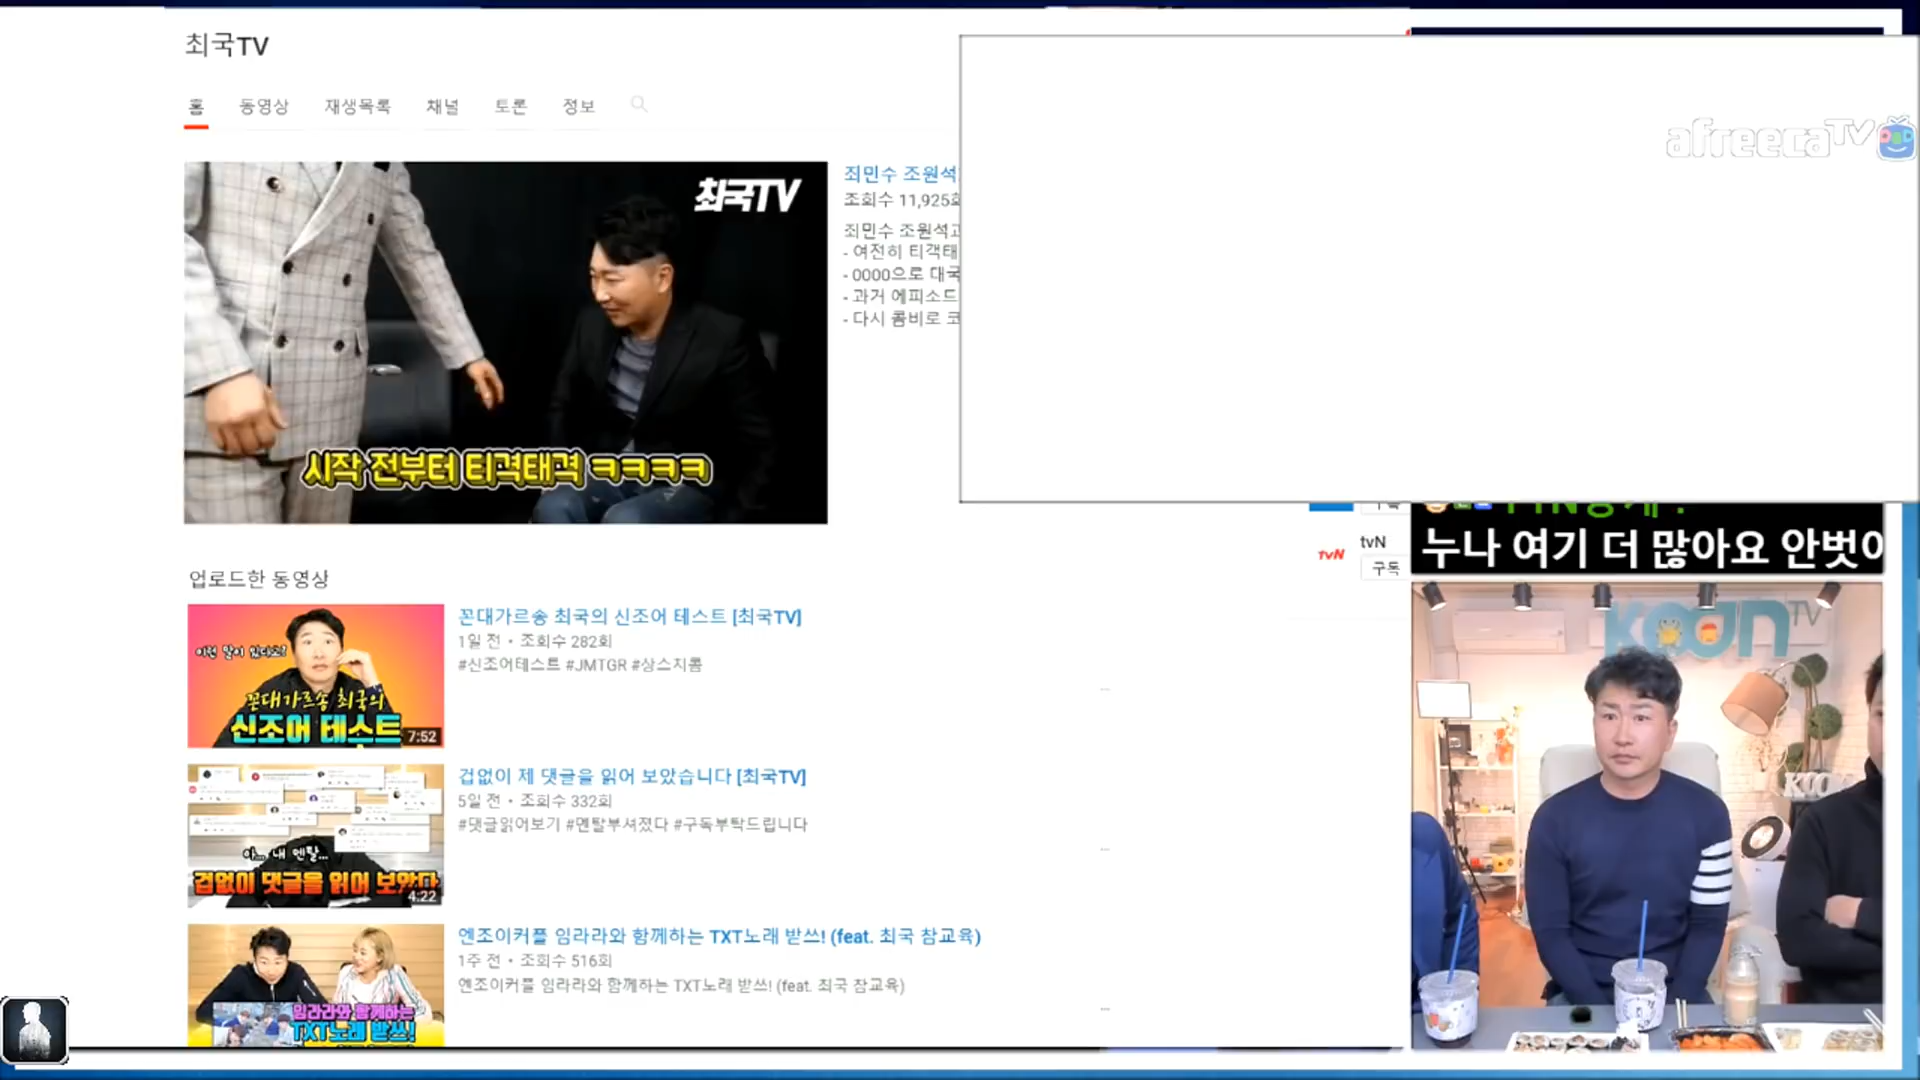 최국TV
홈 동영상 재생목록 채널 토론 정보
최국TV
시작 전부터 티격태격 ㅋㅋㅋㅋ
죄민수 조원석
조회수 11,925회
죄민수 조원석과
- 여전히 티격태
- 0000으로 대국
- 과거 에피소드
- 다시 콤비로 코
afreecaTV
tvN
tvN
구독
누나 여기 더 많아요 안벗어
업로드한 동영상
이런 말이 있다고?
꼰대가르송 최국의
신조어 테스트
7:52
꼰대가르송 최국의 신조어 테스트 [최국TV]
1일 전 • 조회수 282회
#신조어테스트 #JMTGR #상스치콤
아... 내 멘탈...
겁없이 댓글을 읽어 보았다
4:22
겁없이 제 댓글을 읽어 보았습니다 [최국TV]
5일 전 • 조회수 332회
#댓글읽어보기 #멘탈부셔졌다 #구독부탁드립니다
임라라와 함께하는
TXT노래 받쓰!
엔조이커플 임라라와 함께하는 TXT노래 받쓰! (feat. 최국 참교육)
1주 전 • 조회수 516회
엔조이커플 임라라와 함께하는 TXT노래 받쓰! (feat. 최국 참교육)
KOON TV
KOON